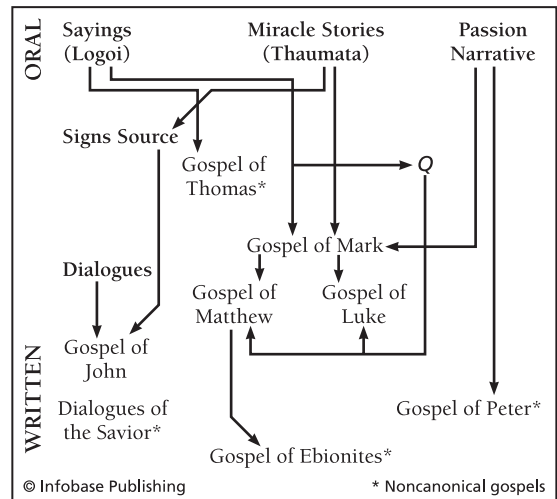 ORAL
Sayings
(Logoi)
Miracle Stories
(Thaumata)
Passion
Narrative
Signs Source
Gospel of
Thomas*
Q
Gospel of Mark
Dialogues
Gospel of
Matthew
Gospel of
Luke
WRITTEN
Gospel of
John
Dialogues of
the Savior*
Gospel of Peter*
Gospel of Ebionites*
© Infobase Publishing
* Noncanonical gospels